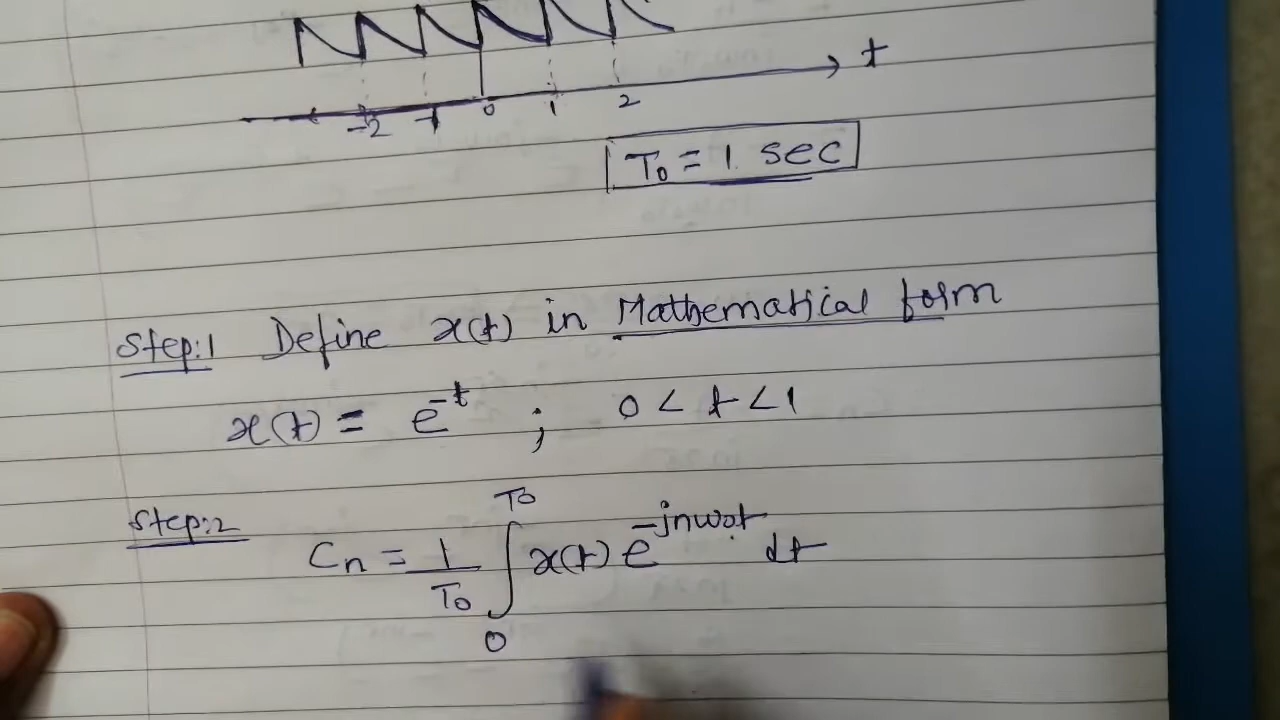 t
-2 -1 0 1 2
T₀ = 1 sec
Step:1 Define x(t) in Mathematical form
x(t) = e^-t ; 0 < t < 1
Step:2
Cn = 1/T₀ ∫₀^T₀ x(t) e^-jnω₀t dt